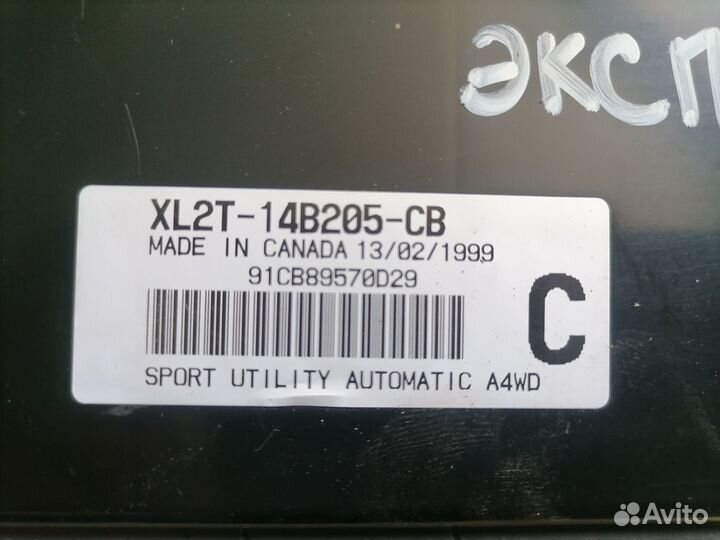 ЭКСП
XL2T-14B205-CB
MADE IN CANADA 13/02/1999
91CB89570D29
C
SPORT UTILITY AUTOMATIC A4WD
Avito